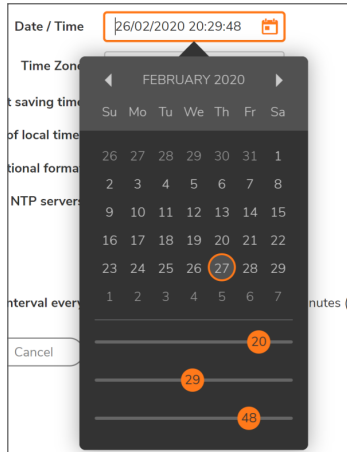 Date / Time 26/02/2020 20:29:48
Time Zone
FEBRUARY 2020
t saving time
Su Mo Tu We Th Fr Sa
of local time
26 27 28 29 30 31 1
tional forma
2 3 4 5 6 7 8
NTP servers
9 10 11 12 13 14 15
16 17 18 19 20 21 22
23 24 25 26 27 28 29
nterval every 1 2 3 4 5 6 7 nutes (
20
Cancel
29
48